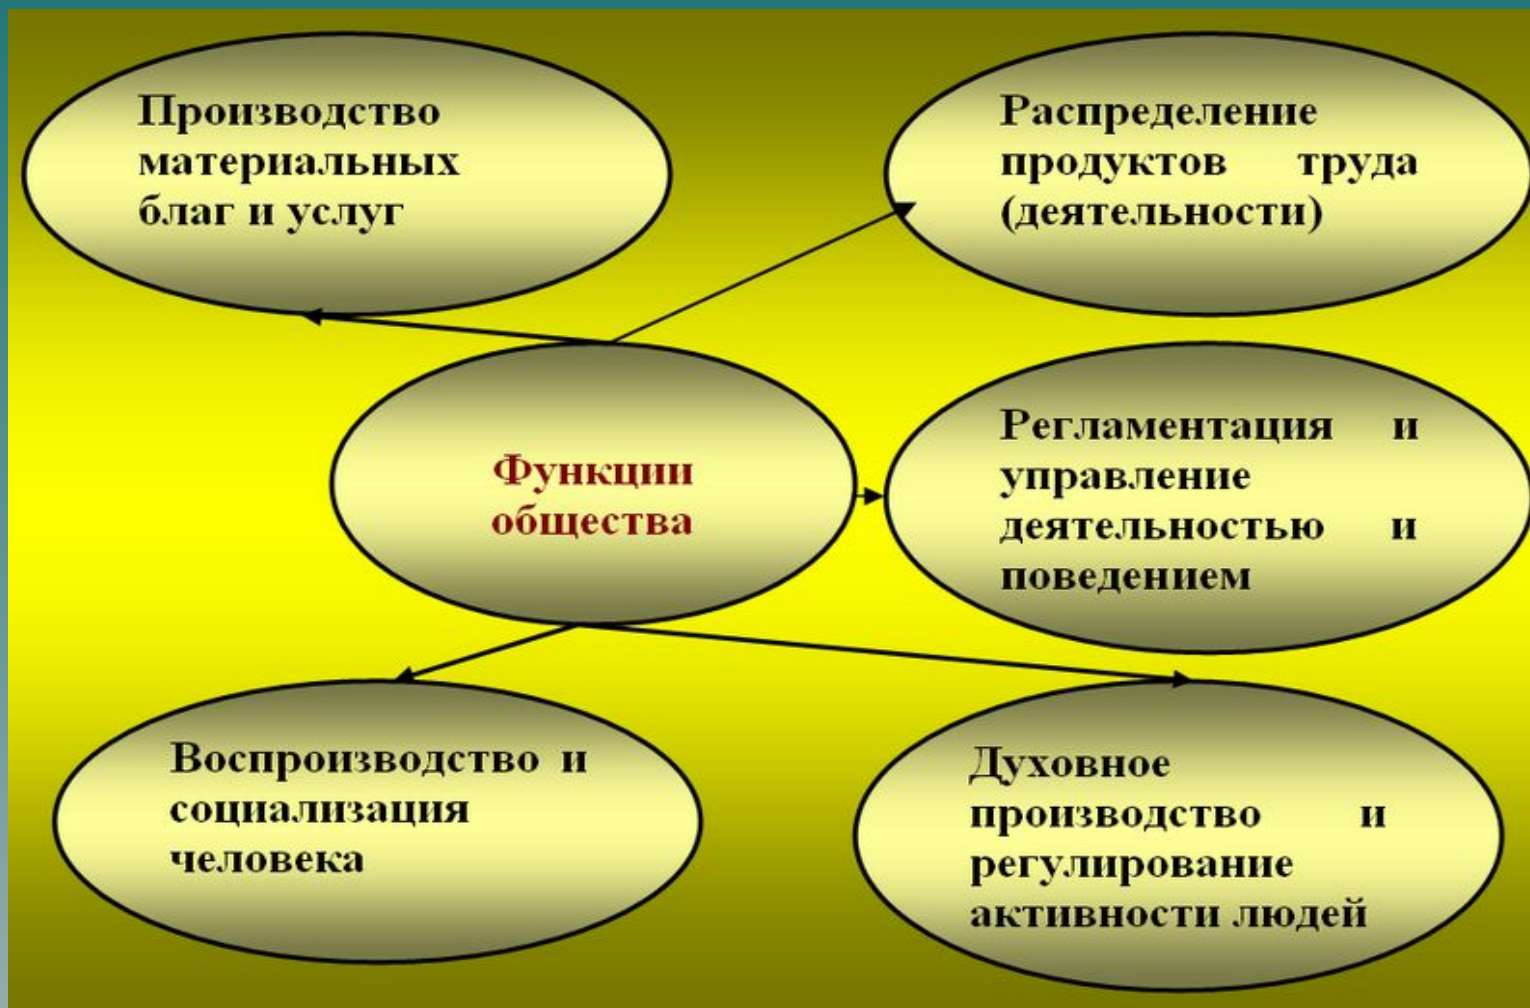 Производство
материальных
благ и услуг
Распределение
продуктов труда
(деятельности)
Функции
общества
Регламентация и
управление
деятельностью и
поведением
Воспроизводство и
социализация
человека
Духовное
производство и
регулирование
активности людей